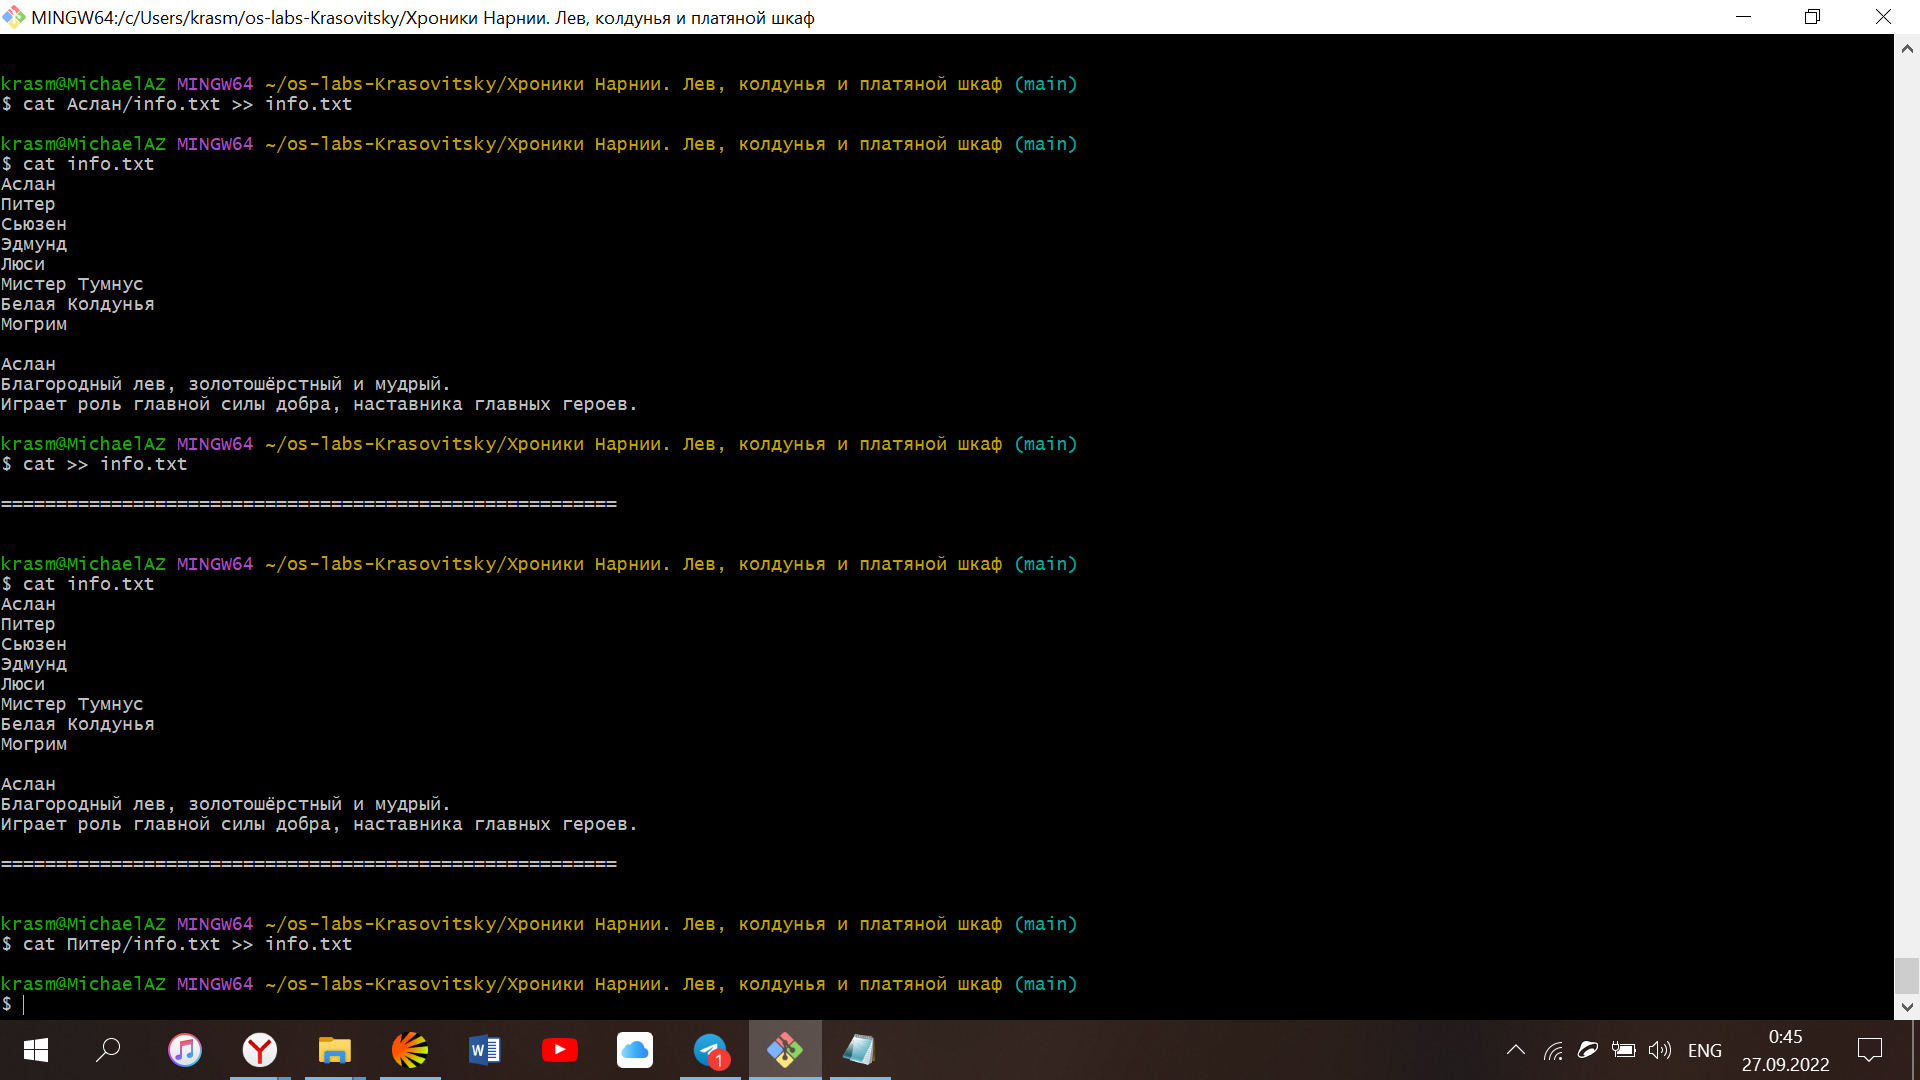 MINGW64:/c/Users/krasm/os-labs-Krasovitsky/Хроники Нарнии. Лев, колдунья и платяной шкаф
krasm@MichaelAZ MINGW64 ~/os-labs-Krasovitsky/Хроники Нарнии. Лев, колдунья и платяной шкаф (main)
$ cat Аслан/info.txt >> info.txt
krasm@MichaelAZ MINGW64 ~/os-labs-Krasovitsky/Хроники Нарнии. Лев, колдунья и платяной шкаф (main)
$ cat info.txt
Аслан
Питер
Сьюзен
Эдмунд
Люси
Мистер Тумнус
Белая Колдунья
Могрим
Аслан
Благородный лев, золотошёрстный и мудрый.
Играет роль главной силы добра, наставника главных героев.
krasm@MichaelAZ MINGW64 ~/os-labs-Krasovitsky/Хроники Нарнии. Лев, колдунья и платяной шкаф (main)
$ cat >> info.txt
========================================================
krasm@MichaelAZ MINGW64 ~/os-labs-Krasovitsky/Хроники Нарнии. Лев, колдунья и платяной шкаф (main)
$ cat info.txt
Аслан
Питер
Сьюзен
Эдмунд
Люси
Мистер Тумнус
Белая Колдунья
Могрим
Аслан
Благородный лев, золотошёрстный и мудрый.
Играет роль главной силы добра, наставника главных героев.
========================================================
krasm@MichaelAZ MINGW64 ~/os-labs-Krasovitsky/Хроники Нарнии. Лев, колдунья и платяной шкаф (main)
$ cat Питер/info.txt >> info.txt
krasm@MichaelAZ MINGW64 ~/os-labs-Krasovitsky/Хроники Нарнии. Лев, колдунья и платяной шкаф (main)
$
W
1
ENG
0:45
27.09.2022